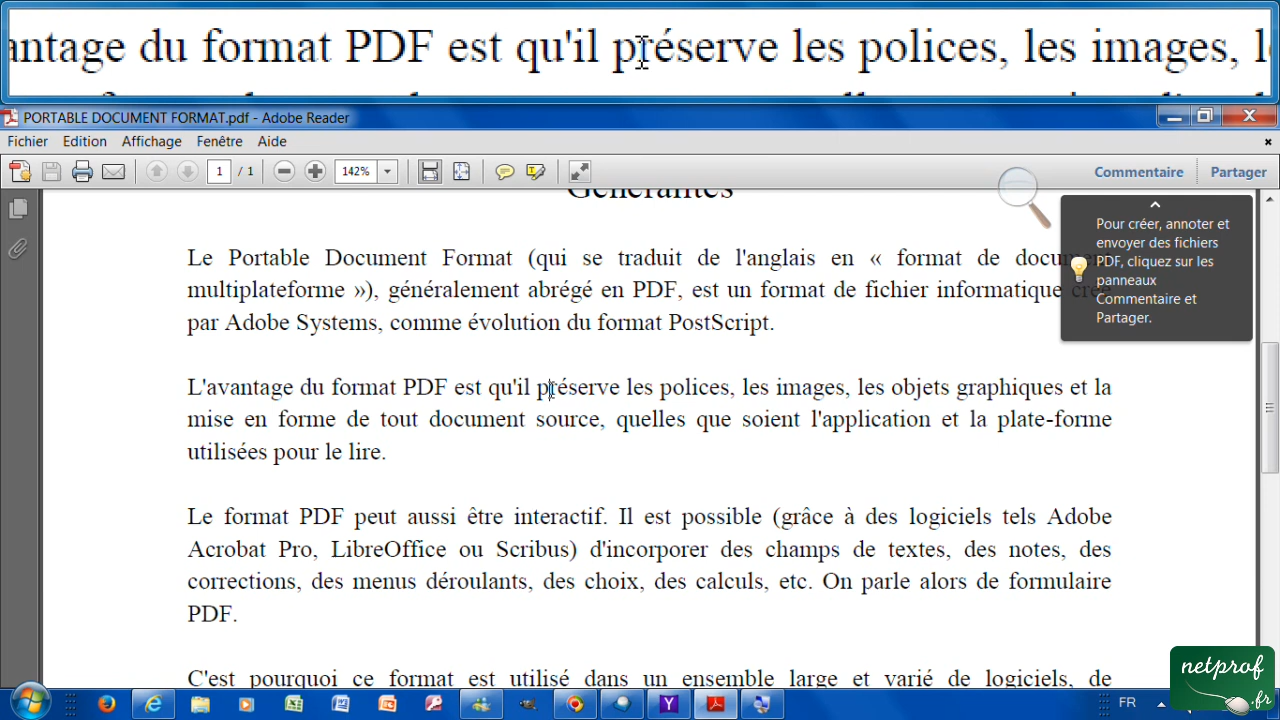 antage du format PDF est qu'il préserve les polices, les images, l
PORTABLE DOCUMENT FORMAT.pdf - Adobe Reader
Fichier Edition Affichage Fenêtre Aide
1 / 1 142% Commentaire Partager
Généralités
Pour créer, annoter et
envoyer des fichiers
PDF, cliquez sur les
panneaux
Commentaire et
Partager.
Le Portable Document Format (qui se traduit de l'anglais en « format de docum
multiplateforme »), généralement abrégé en PDF, est un format de fichier informatique créé
par Adobe Systems, comme évolution du format PostScript.
L'avantage du format PDF est qu'il préserve les polices, les images, les objets graphiques et la
mise en forme de tout document source, quelles que soient l'application et la plate-forme
utilisées pour le lire.
Le format PDF peut aussi être interactif. Il est possible (grâce à des logiciels tels Adobe
Acrobat Pro, LibreOffice ou Scribus) d'incorporer des champs de textes, des notes, des
corrections, des menus déroulants, des choix, des calculs, etc. On parle alors de formulaire
PDF.
C'est pourquoi ce format est utilisé dans un ensemble large et varié de logiciels, de
netprof
.fr
FR